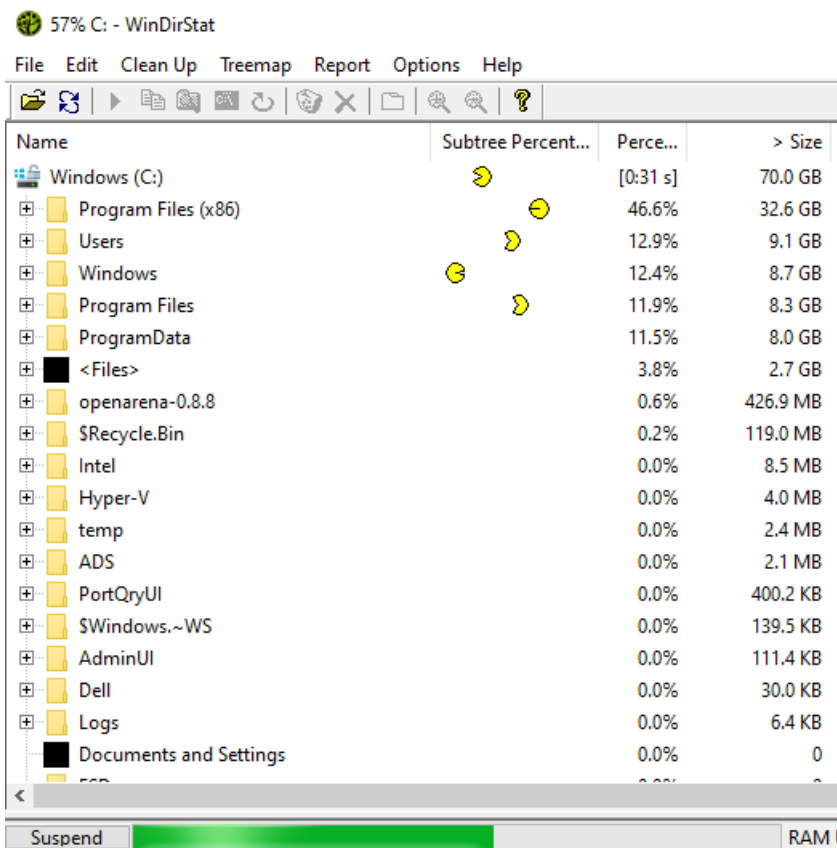 57% C: - WinDirStat
File Edit Clean Up Treemap Report Options Help
Name Subtree Percent... Perce... > Size
Windows (C:) [0:31 s] 70.0 GB
Program Files (x86) 46.6% 32.6 GB
Users 12.9% 9.1 GB
Windows 12.4% 8.7 GB
Program Files 11.9% 8.3 GB
ProgramData 11.5% 8.0 GB
<Files> 3.8% 2.7 GB
openarena-0.8.8 0.6% 426.9 MB
$Recycle.Bin 0.2% 119.0 MB
Intel 0.0% 8.5 MB
Hyper-V 0.0% 4.0 MB
temp 0.0% 2.4 MB
ADS 0.0% 2.1 MB
PortQryUI 0.0% 400.2 KB
$Windows.~WS 0.0% 139.5 KB
AdminUI 0.0% 111.4 KB
Dell 0.0% 30.0 KB
Logs 0.0% 6.4 KB
Documents and Settings 0.0% 0
Suspend RAM